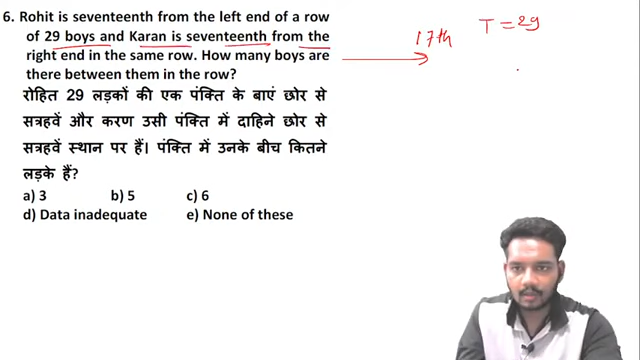 6. Rohit is seventeenth from the left end of a row
of 29 boys and Karan is seventeenth from the
right end in the same row. How many boys are
there between them in the row?
रोहित 29 लड़कों की एक पंक्ति के बाएं छोर से
सत्रहवें और करण उसी पंक्ति में दाहिने छोर से
सत्रहवें स्थान पर हैं। पंक्ति में उनके बीच कितने
लड़के हैं?
a) 3 b) 5 c) 6
d) Data inadequate e) None of these
17th
T = 29